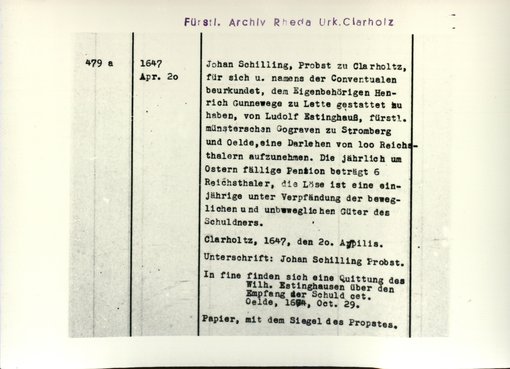 Fürstl. Archiv Rheda Urk. Clarholz
479 a
1647
Apr. 2o
Johan Schilling, Probst zu Clarholtz,
für sich u. namens der Conventualen
beurkundet, dem Eigenbehörigen Hen-
rich Gunnewege zu Lette gestattet zu
haben, von Ludolf Estinghauß, fürstl.
münsterschen Gograven zu Stromberg
und Oelde,eine Darlehen von 1oo Reichs-
thalern aufzunehmen. Die jährlich um
Ostern fällige Pension beträgt 6
Reichsthaler, die Löse ist eine ein-
jährige unter Verpfändung der beweg-
lichen und unbweglichen Güter des
Schuldners.
Clarholtz, 1647, den 2o. Aprilis.
Unterschrift: Johan Schilling Probst.
In fine finden sich eine Quittung des
Wilh. Estinghausen über den
Empfang der Schuld cet.
Oelde, Oct. 29.
Papier, mit dem Siegel des Propstes.